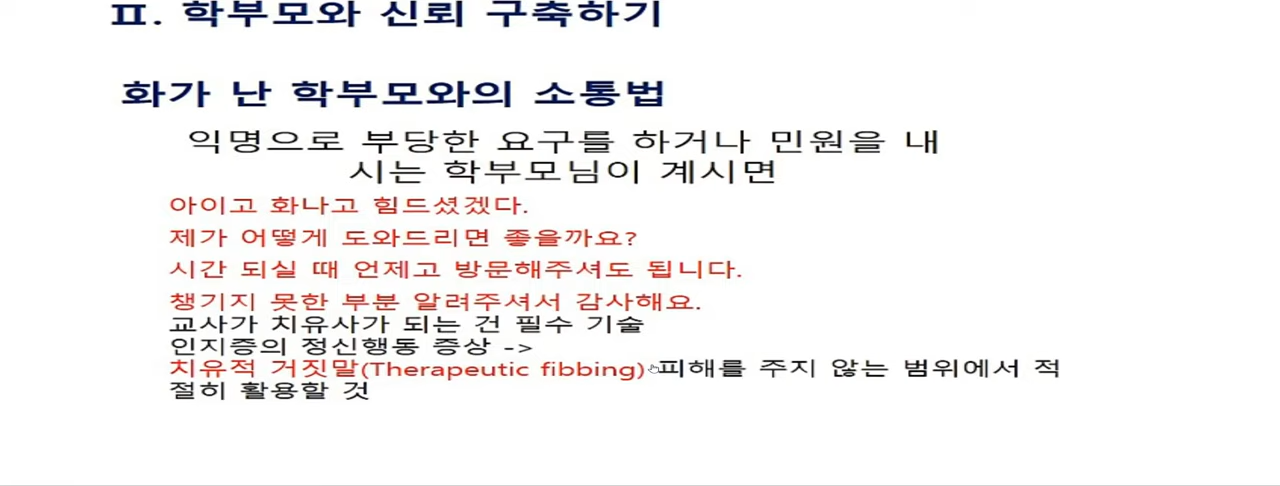 Ⅱ. 학부모와 신뢰 구축하기
화가 난 학부모와의 소통법
익명으로 부당한 요구를 하거나 민원을 내
시는 학부모님이 계시면
아이고 화나고 힘드셨겠다.
제가 어떻게 도와드리면 좋을까요?
시간 되실 때 언제고 방문해주셔도 됩니다.
챙기지 못한 부분 알려주셔서 감사해요.
교사가 치유사가 되는 건 필수 기술
인지증의 정신행동 증상 ->
치유적 거짓말(Therapeutic fibbing) 피해를 주지 않는 범위에서 적
절히 활용할 것